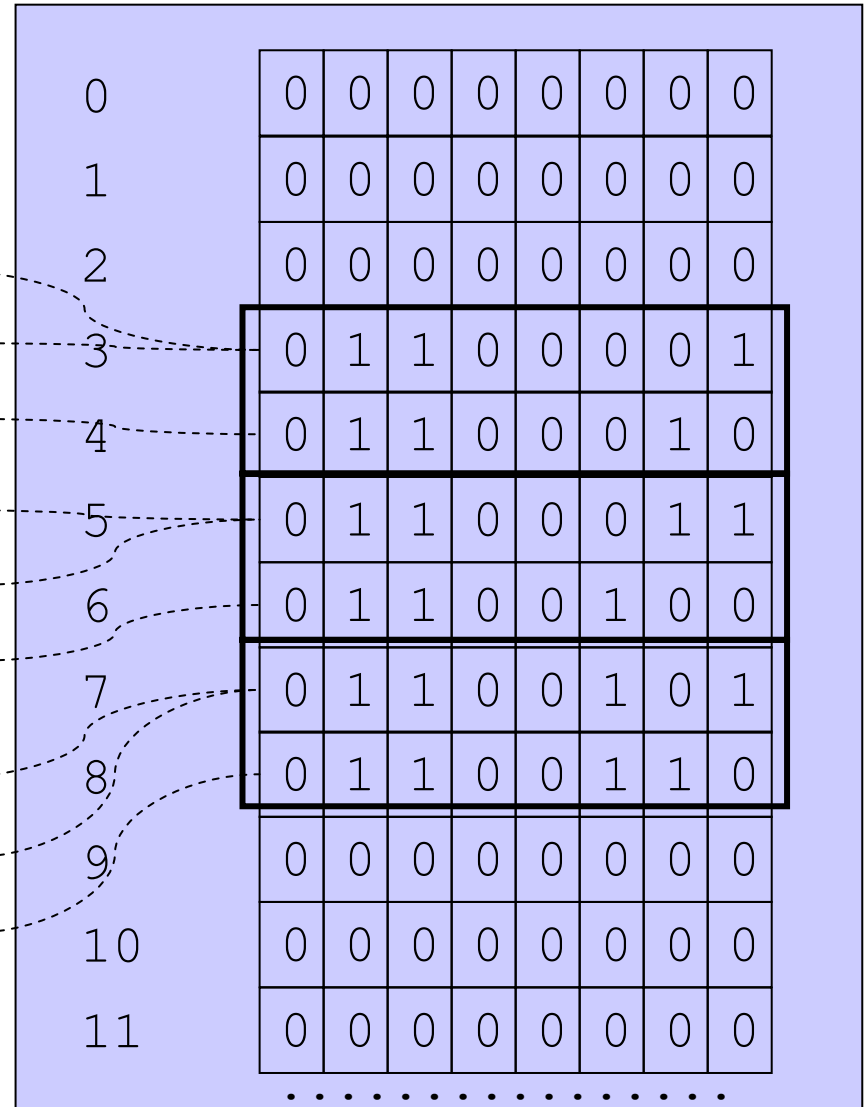 0 0 0 0 0 0 0 0 0
1 0 0 0 0 0 0 0 0
2 0 0 0 0 0 0 0 0
3 0 1 1 0 0 0 0 1
4 0 1 1 0 0 0 1 0
5 0 1 1 0 0 0 1 1
6 0 1 1 0 0 1 0 0
7 0 1 1 0 0 1 0 1
8 0 1 1 0 0 1 1 0
9 0 0 0 0 0 0 0 0
10 0 0 0 0 0 0 0 0
11 0 0 0 0 0 0 0 0
. . . . . . . . . . . . . . . .